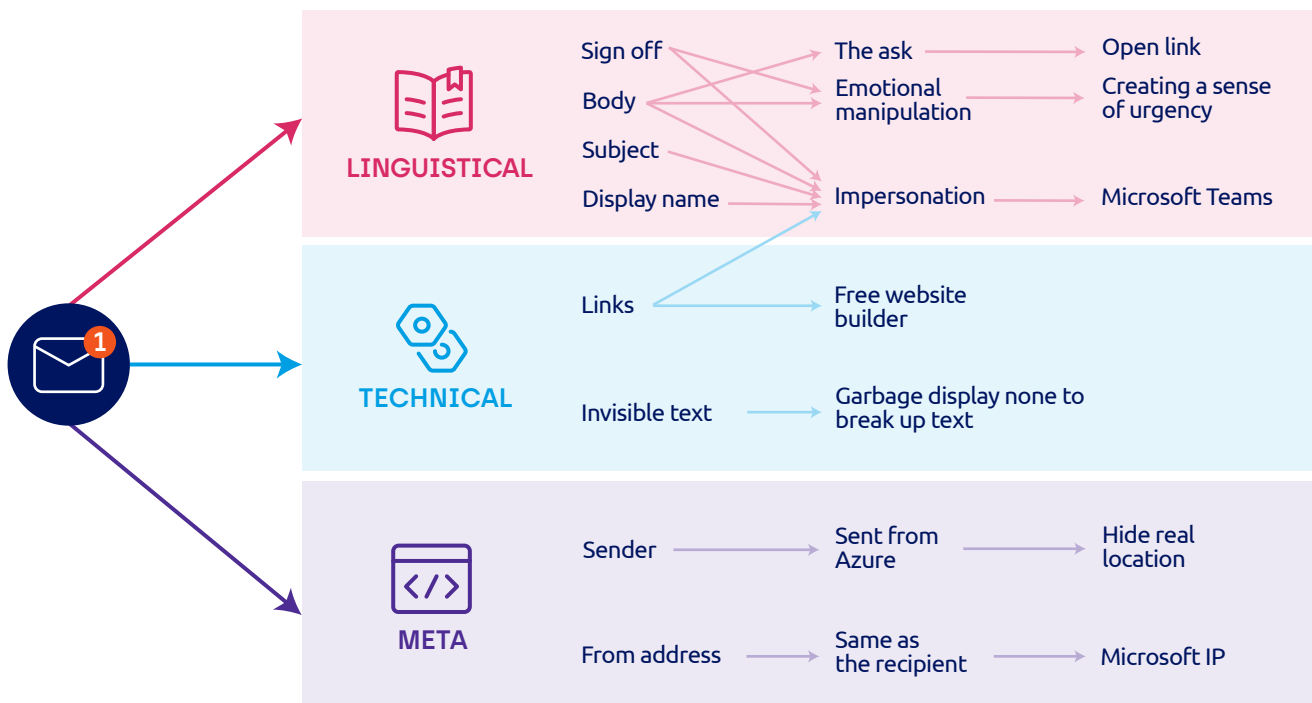 Sign off
The ask
Open link
Body
Emotional
manipulation
Creating a sense
of urgency
Subject
LINGUISTICAL
Display name
Impersonation
Microsoft Teams
1
Links
Free website
builder
TECHNICAL
Invisible text
Garbage display none to
break up text
Sender
Sent from
Azure
Hide real
location
</>
META
From address
Same as
the recipient
Microsoft IP